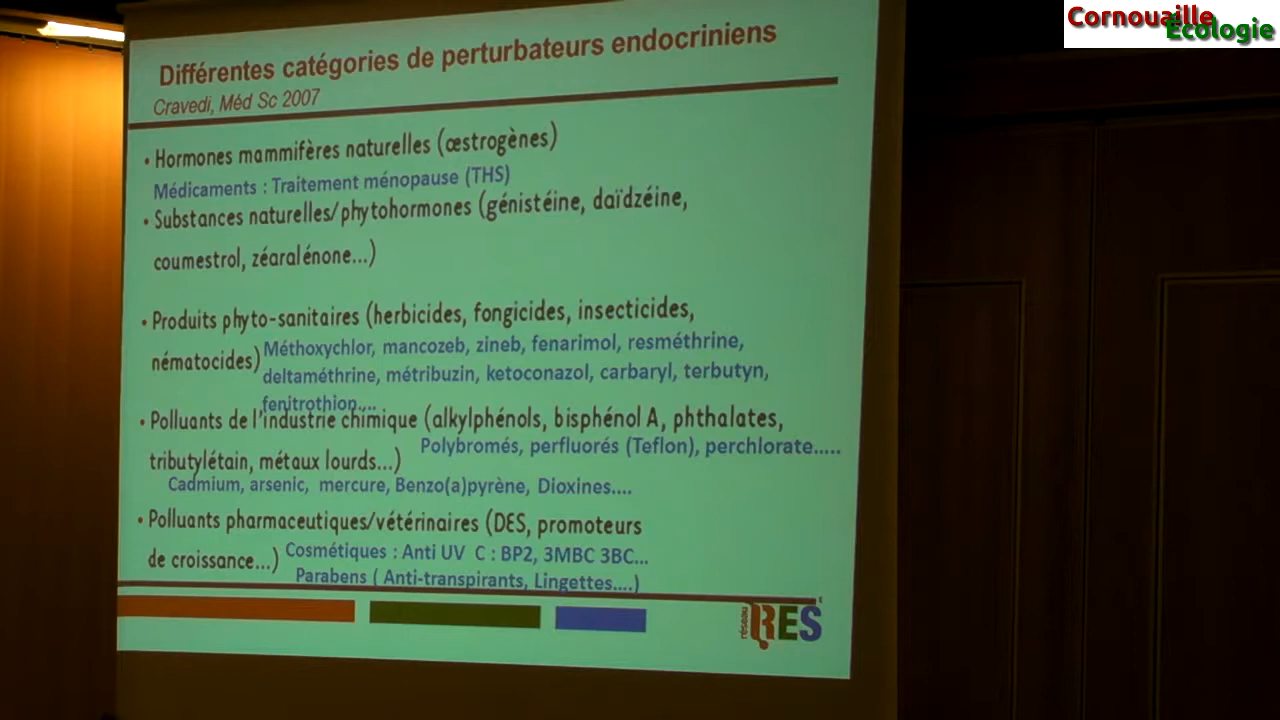 Cornouaille
Ecologie
Différentes catégories de perturbateurs endocriniens
Cravedi, Méd Sc 2007
• Hormones mammifères naturelles (œstrogènes)
Médicaments : Traitement ménopause (THS)
• Substances naturelles/phytohormones (génistéine, daïdzéine,
coumestrol, zéaralénone...)
• Produits phyto-sanitaires (herbicides, fongicides, insecticides,
nématocides)
Méthoxychlor, mancozeb, zineb, fenarimol, resméthrine,
deltaméthrine, métribuzin, ketoconazol, carbaryl, terbutyn,
fenitrothion....
• Polluants de l'industrie chimique (alkylphénols, bisphénol A, phthalates,
Polybromés, perfluorés (Teflon), perchlorate.....
tributylétain, métaux lourds...)
Cadmium, arsenic, mercure, Benzo(a)pyrène, Dioxines....
• Polluants pharmaceutiques/vétérinaires (DES, promoteurs
de croissance...)
Cosmétiques : Anti UV C : BP2, 3MBC 3BC...
Parabens ( Anti-transpirants, Lingettes....)
réseau
RES